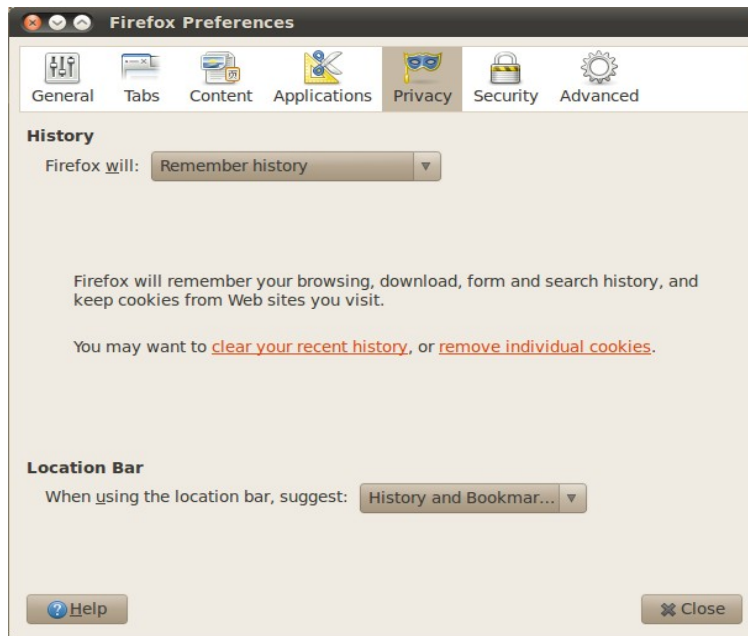 Firefox Preferences
General Tabs Content Applications Privacy Security Advanced
History
Firefox will: Remember history
Firefox will remember your browsing, download, form and search history, and
keep cookies from Web sites you visit.
You may want to clear your recent history, or remove individual cookies.
Location Bar
When using the location bar, suggest: History and Bookmar...
Help Close